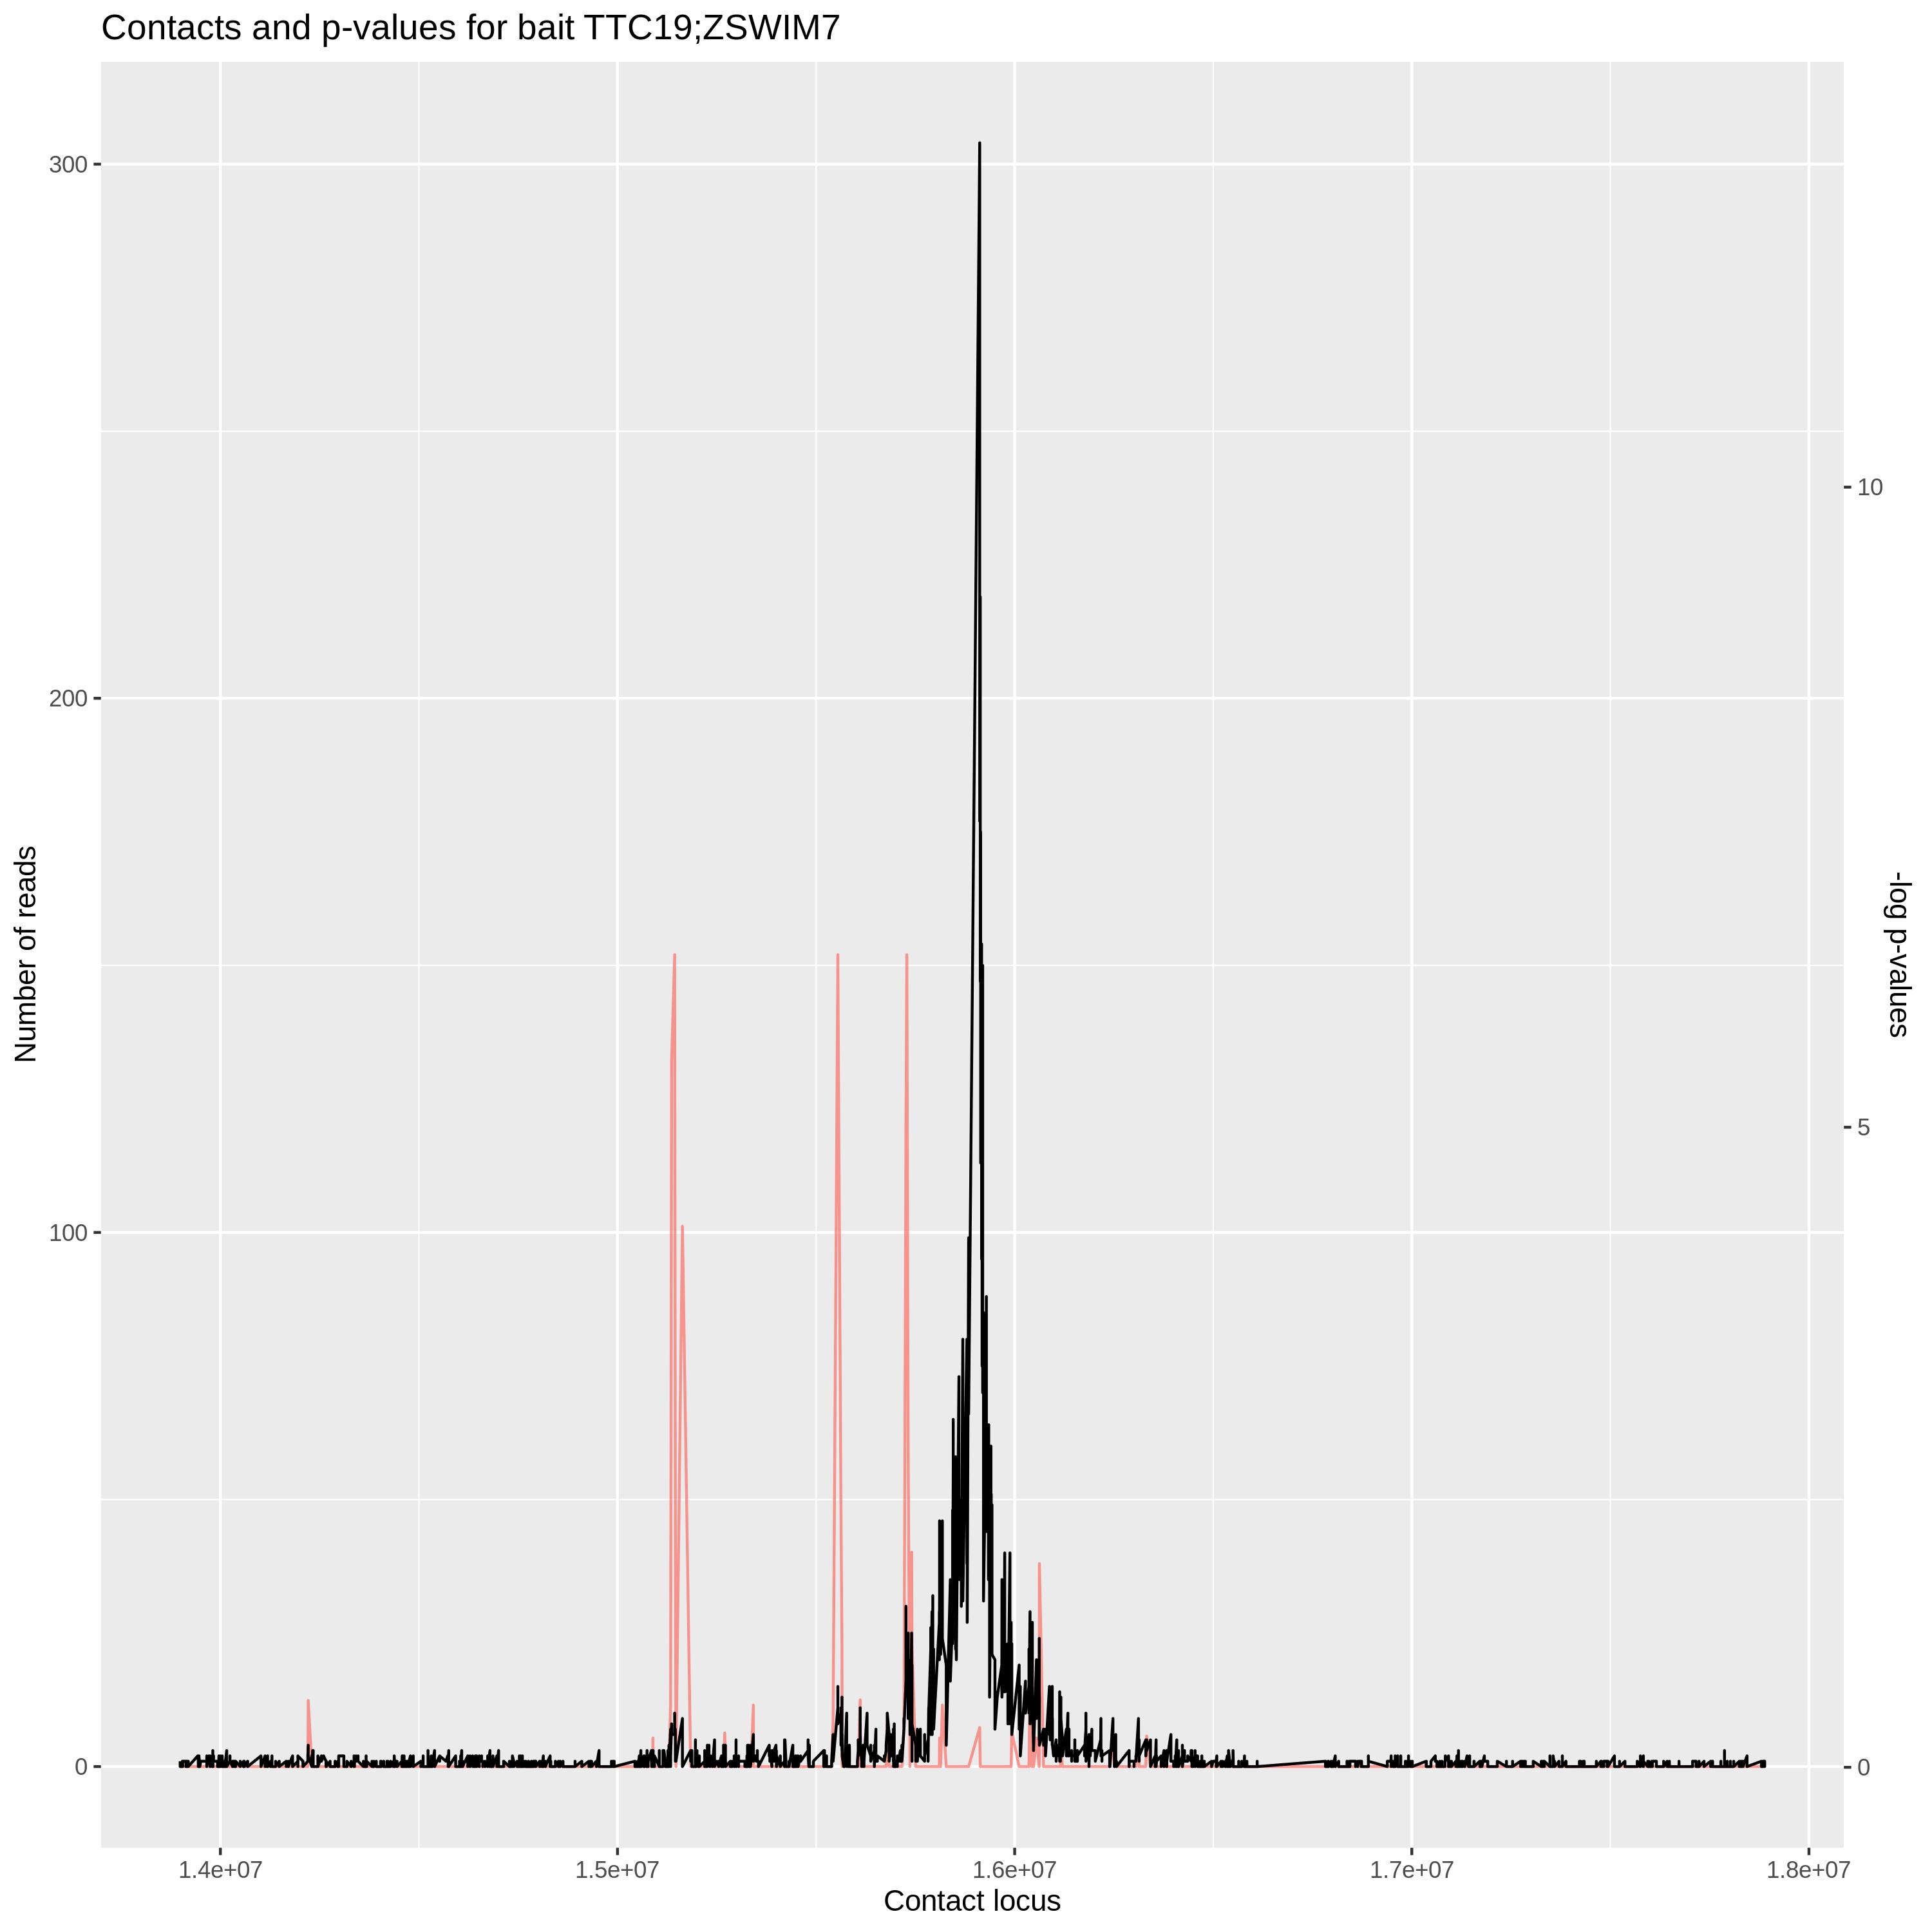 Contacts and p-values for bait TTC19;ZSWIM7
300
200
100
0
Number of reads
10
5
0
-log p-values
1.4e+07
1.5e+07
1.6e+07
1.7e+07
1.8e+07
Contact locus